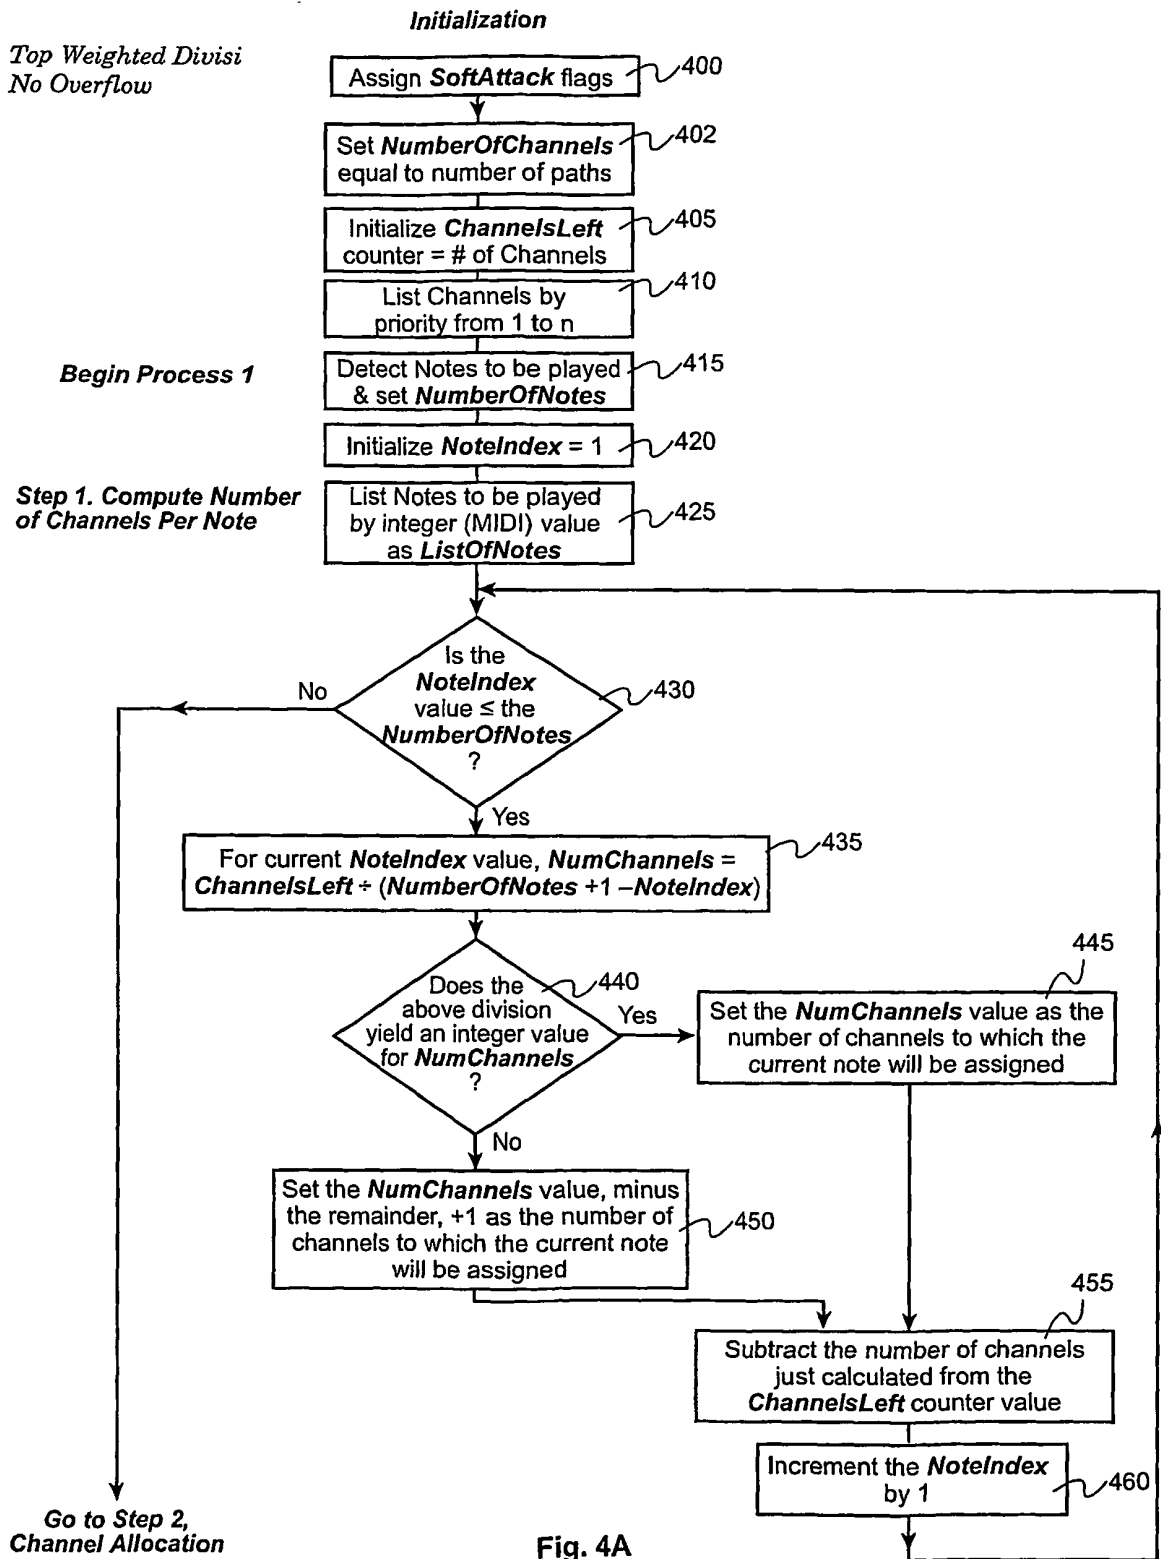 Initialization
Top Weighted Divisi
No Overflow
Assign SoftAttack flags
400
Set NumberOfChannels
equal to number of paths
402
Initialize ChannelsLeft
counter = # of Channels
405
List Channels by
priority from 1 to n
410
Begin Process 1
Detect Notes to be played
& set NumberOfNotes
415
Initialize NoteIndex = 1
420
Step 1. Compute Number
of Channels Per Note
List Notes to be played
by integer (MIDI) value
as ListOfNotes
425
Is the
NoteIndex
value ≤ the
NumberOfNotes
?
430
No
Yes
For current NoteIndex value, NumChannels =
ChannelsLeft ÷ (NumberOfNotes +1 –NoteIndex)
435
Does the
above division
yield an integer value
for NumChannels
?
440
Yes
Set the NumChannels value as the
number of channels to which the
current note will be assigned
445
No
Set the NumChannels value, minus
the remainder, +1 as the number of
channels to which the current note
will be assigned
450
Subtract the number of channels
just calculated from the
ChannelsLeft counter value
455
Increment the NoteIndex
by 1
460
Go to Step 2,
Channel Allocation
Fig. 4A